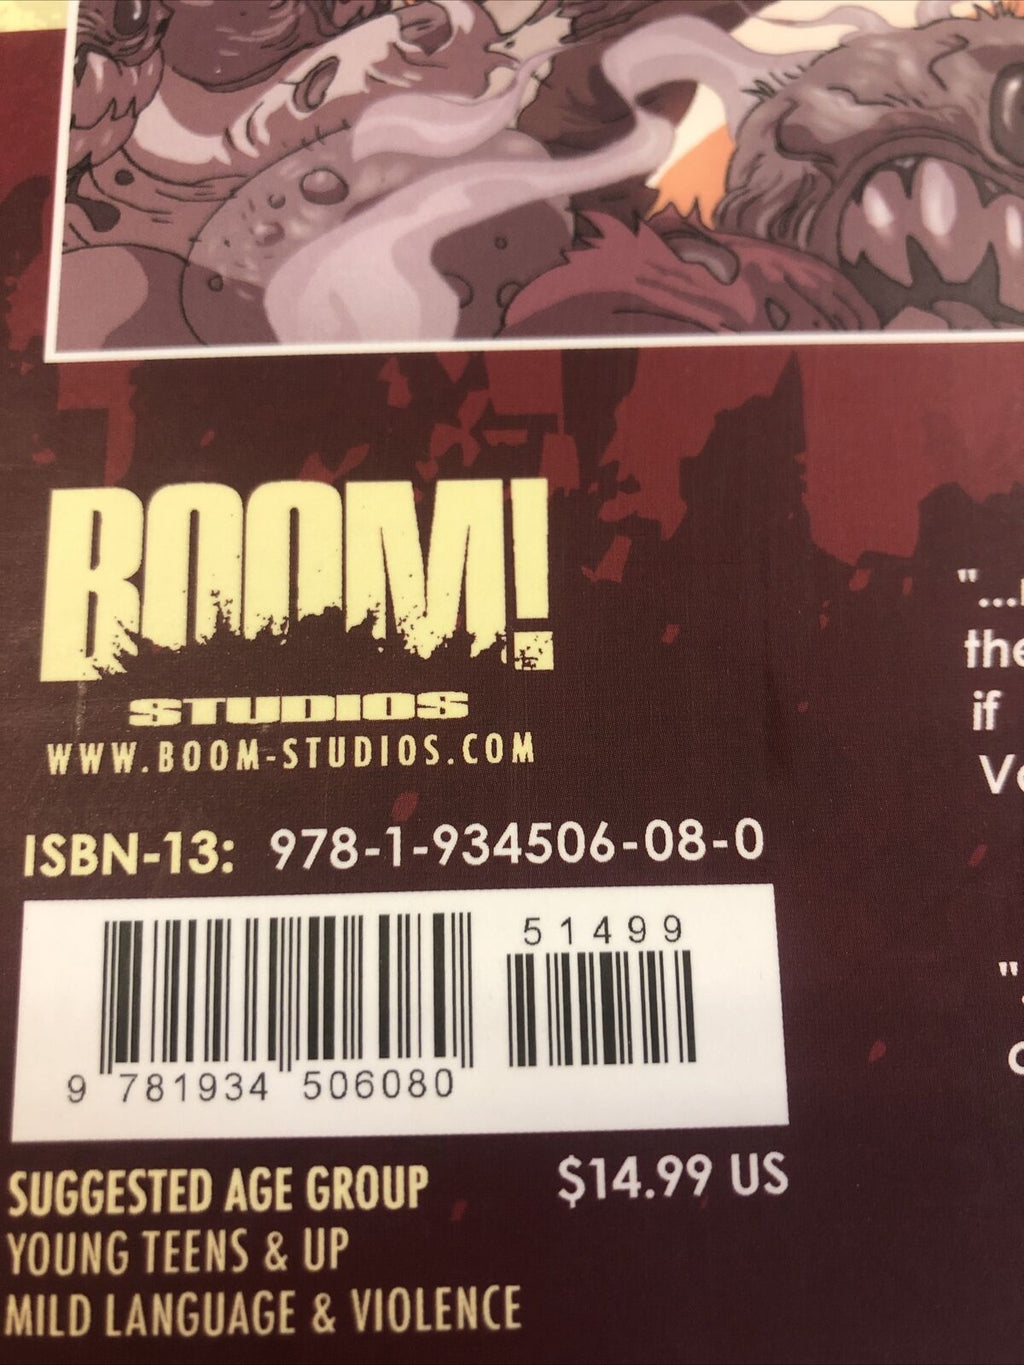 BOOM!
STUDIOS
WWW.BOOM-STUDIOS.COM
ISBN-13: 978-1-934506-08-0
51499
9 781934 506080
SUGGESTED AGE GROUP
$14.99 US
YOUNG TEENS & UP
MILD LANGUAGE & VIOLENCE
"...
the
if